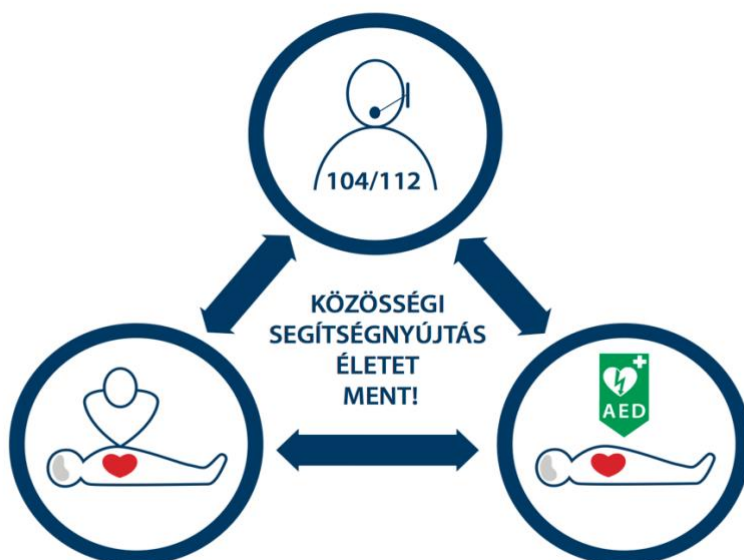 104/112
KÖZÖSSÉGI
SEGÍTSÉGNYÚJTÁS
ÉLETET
MENT!
AED